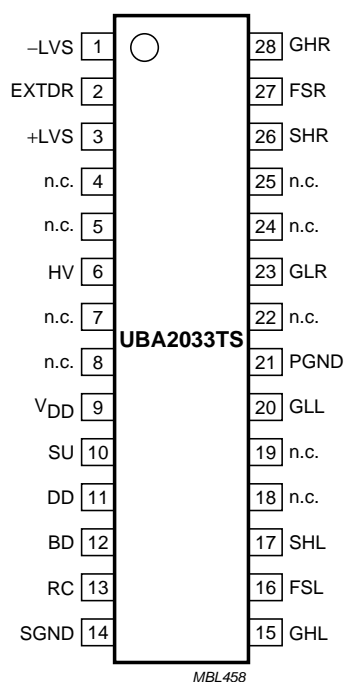 −LVS 1 28 GHR
EXTDR 2 27 FSR
+LVS 3 26 SHR
n.c. 4 25 n.c.
n.c. 5 24 n.c.
HV 6 23 GLR
n.c. 7 22 n.c.
UBA2033TS
n.c. 8 21 PGND
VDD 9 20 GLL
SU 10 19 n.c.
DD 11 18 n.c.
BD 12 17 SHL
RC 13 16 FSL
SGND 14 15 GHL
MBL458